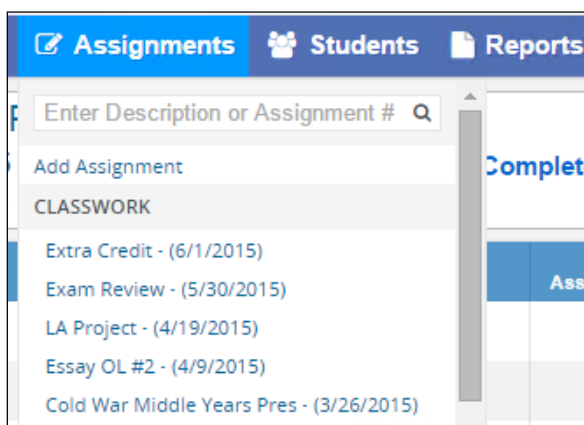 Assignments Students Reports
Enter Description or Assignment #
Add Assignment
CLASSWORK
Extra Credit - (6/1/2015)
Exam Review - (5/30/2015)
LA Project - (4/19/2015)
Essay OL #2 - (4/9/2015)
Cold War Middle Years Pres - (3/26/2015)